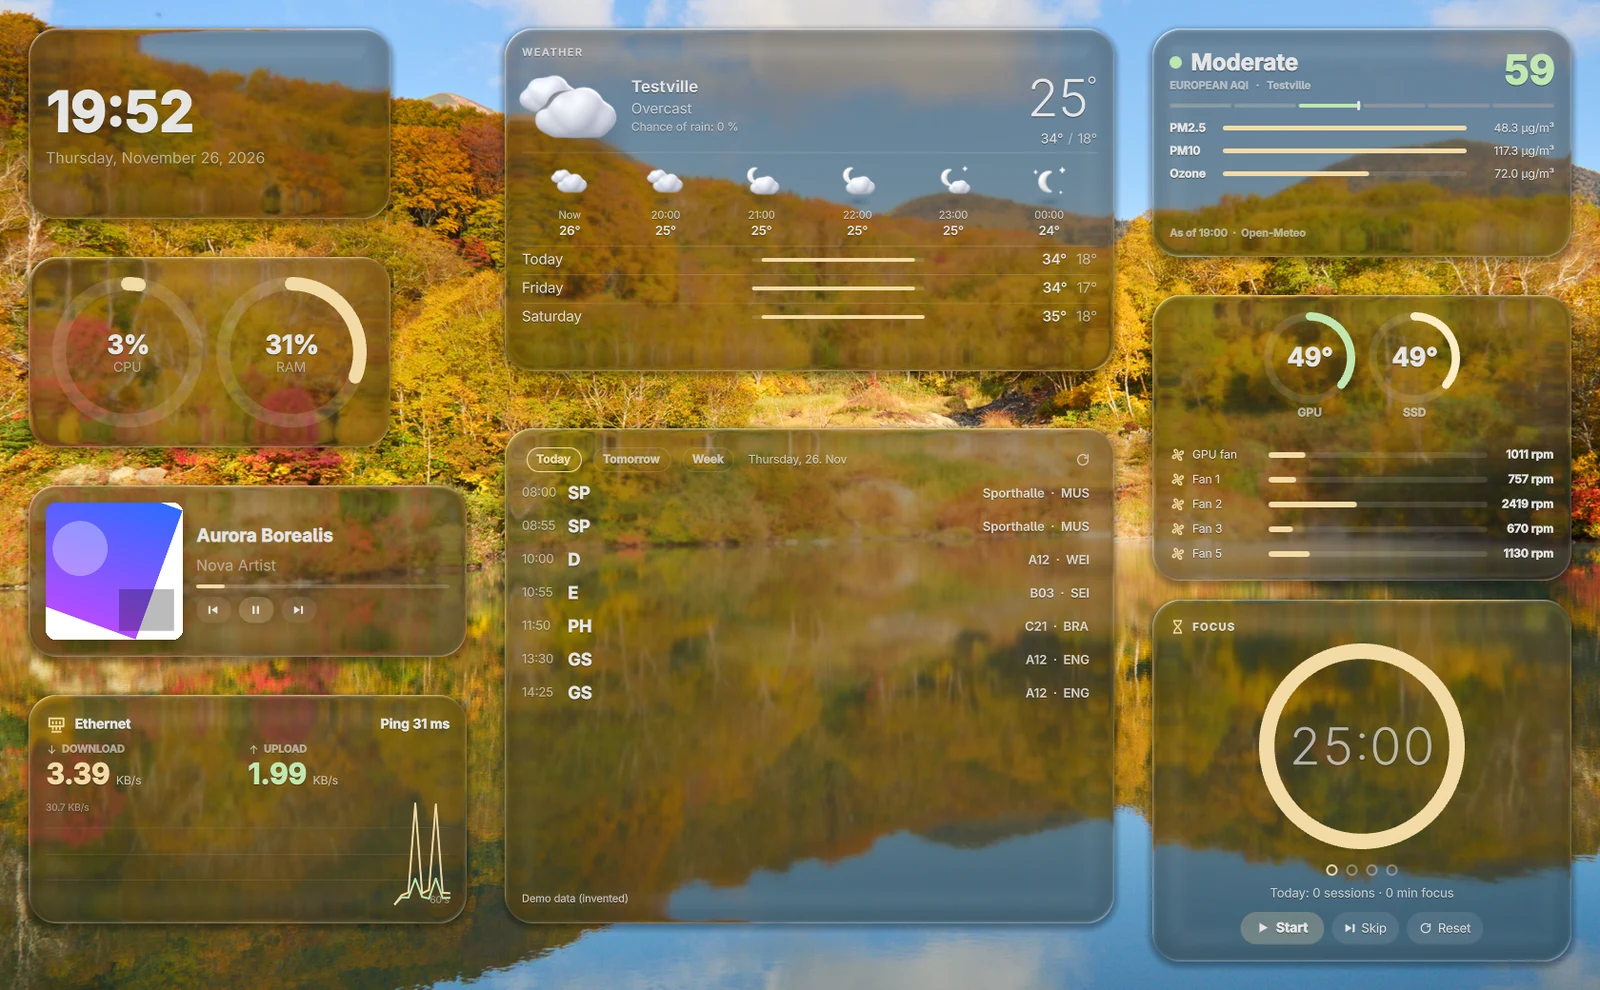 19:52
Thursday, November 26, 2026
3%
CPU
31%
RAM
Aurora Borealis
Nova Artist
Ethernet
Ping 31 ms
↓ DOWNLOAD
↑ UPLOAD
3.39 KB/s
1.99 KB/s
30.7 KB/s
60 s
WEATHER
Testville
Overcast
Chance of rain: 0 %
25°
34° / 18°
Now 20:00 21:00 22:00 23:00 00:00
26° 25° 25° 25° 25° 24°
Today 34° 18°
Friday 34° 17°
Saturday 35° 18°
Today Tomorrow Week Thursday, 26. Nov
08:00 SP Sporthalle · MUS
08:55 SP Sporthalle · MUS
10:00 D A12 · WEI
10:55 E B03 · SEI
11:50 PH C21 · BRA
13:30 GS A12 · ENG
14:25 GS A12 · ENG
Demo data (invented)
Moderate 59
EUROPEAN AQI · Testville
PM2.5 48.3 µg/m³
PM10 117.3 µg/m³
Ozone 72.0 µg/m³
As of 19:00 · Open-Meteo
49° 49°
GPU SSD
GPU fan 1011 rpm
Fan 1 757 rpm
Fan 2 2419 rpm
Fan 3 670 rpm
Fan 5 1130 rpm
FOCUS
25:00
Today: 0 sessions · 0 min focus
Start Skip Reset